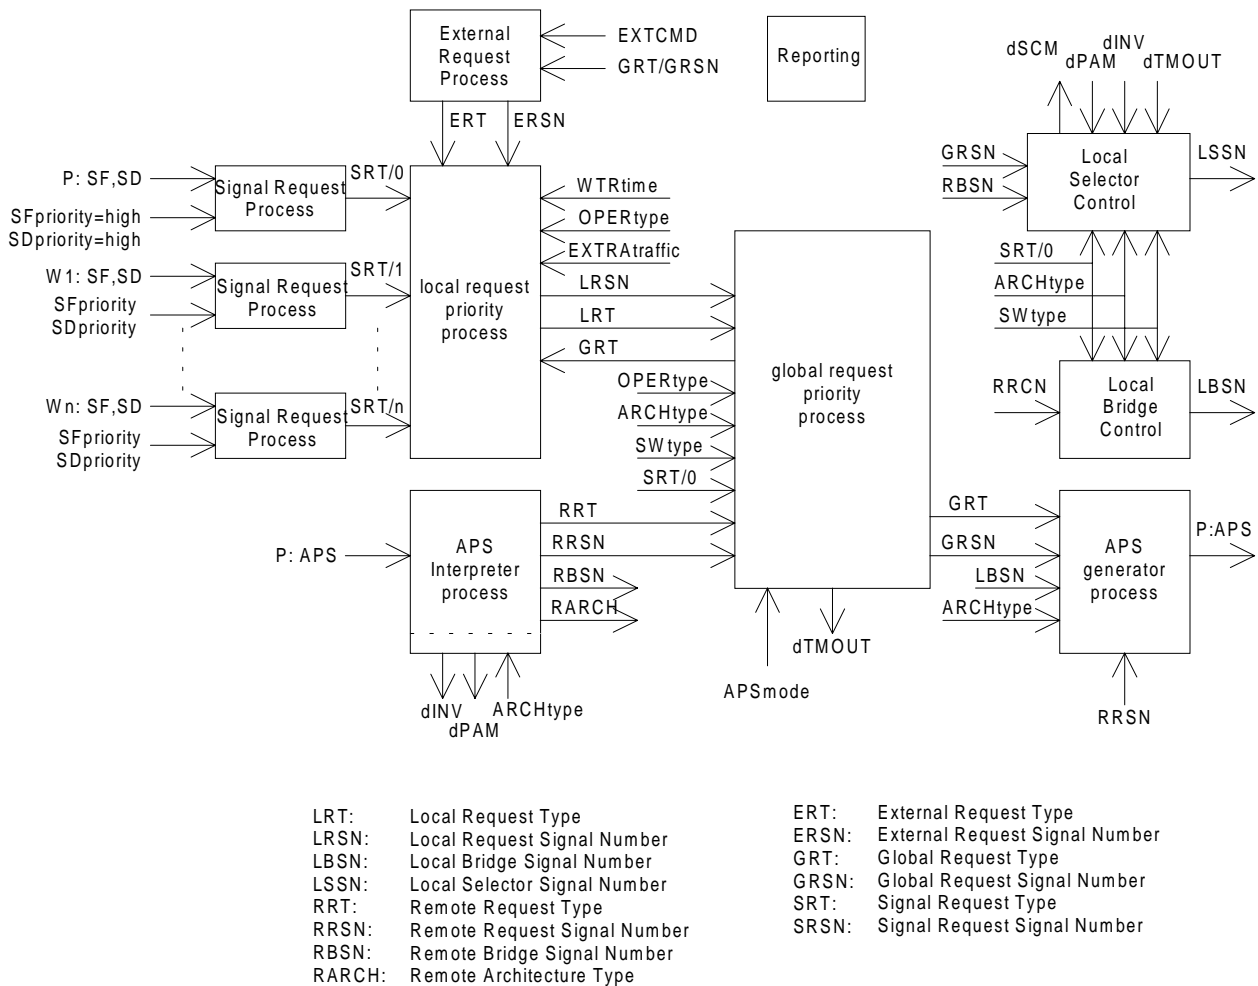 External
Request
Process
EXTCMD
GRT/GRSN
ERT
ERSN
Reporting
dSCM
dPAM
dINV
dTMOUT
GRSN
RBSN
Local
Selector
Control
LSSN
P: SF,SD
SFpriority=high
SDpriority=high
Signal Request
Process
SRT/0
W1: SF,SD
SFpriority
SDpriority
Signal Request
Process
SRT/1
Wn: SF,SD
SFpriority
SDpriority
Signal Request
Process
SRT/n
local request
priority
process
WTRtime
OPERtype
EXTRAtraffic
LRSN
LRT
GRT
OPERtype
ARCHtype
SWtype
SRT/0
global request
priority
process
SRT/0
ARCHtype
SWtype
RRCN
Local
Bridge
Control
LBSN
P: APS
APS
Interpreter
process
RRT
RRSN
RBSN
RARCH
dINV
dPAM
ARCHtype
APSmode
dTMOUT
GRT
GRSN
LBSN
ARCHtype
APS
generator
process
P:APS
RRSN
LRT: Local Request Type
LRSN: Local Request Signal Number
LBSN: Local Bridge Signal Number
LSSN: Local Selector Signal Number
RRT: Remote Request Type
RRSN: Remote Request Signal Number
RBSN: Remote Bridge Signal Number
RARCH: Remote Architecture Type
ERT: External Request Type
ERSN: External Request Signal Number
GRT: Global Request Type
GRSN: Global Request Signal Number
SRT: Signal Request Type
SRSN: Signal Request Signal Number